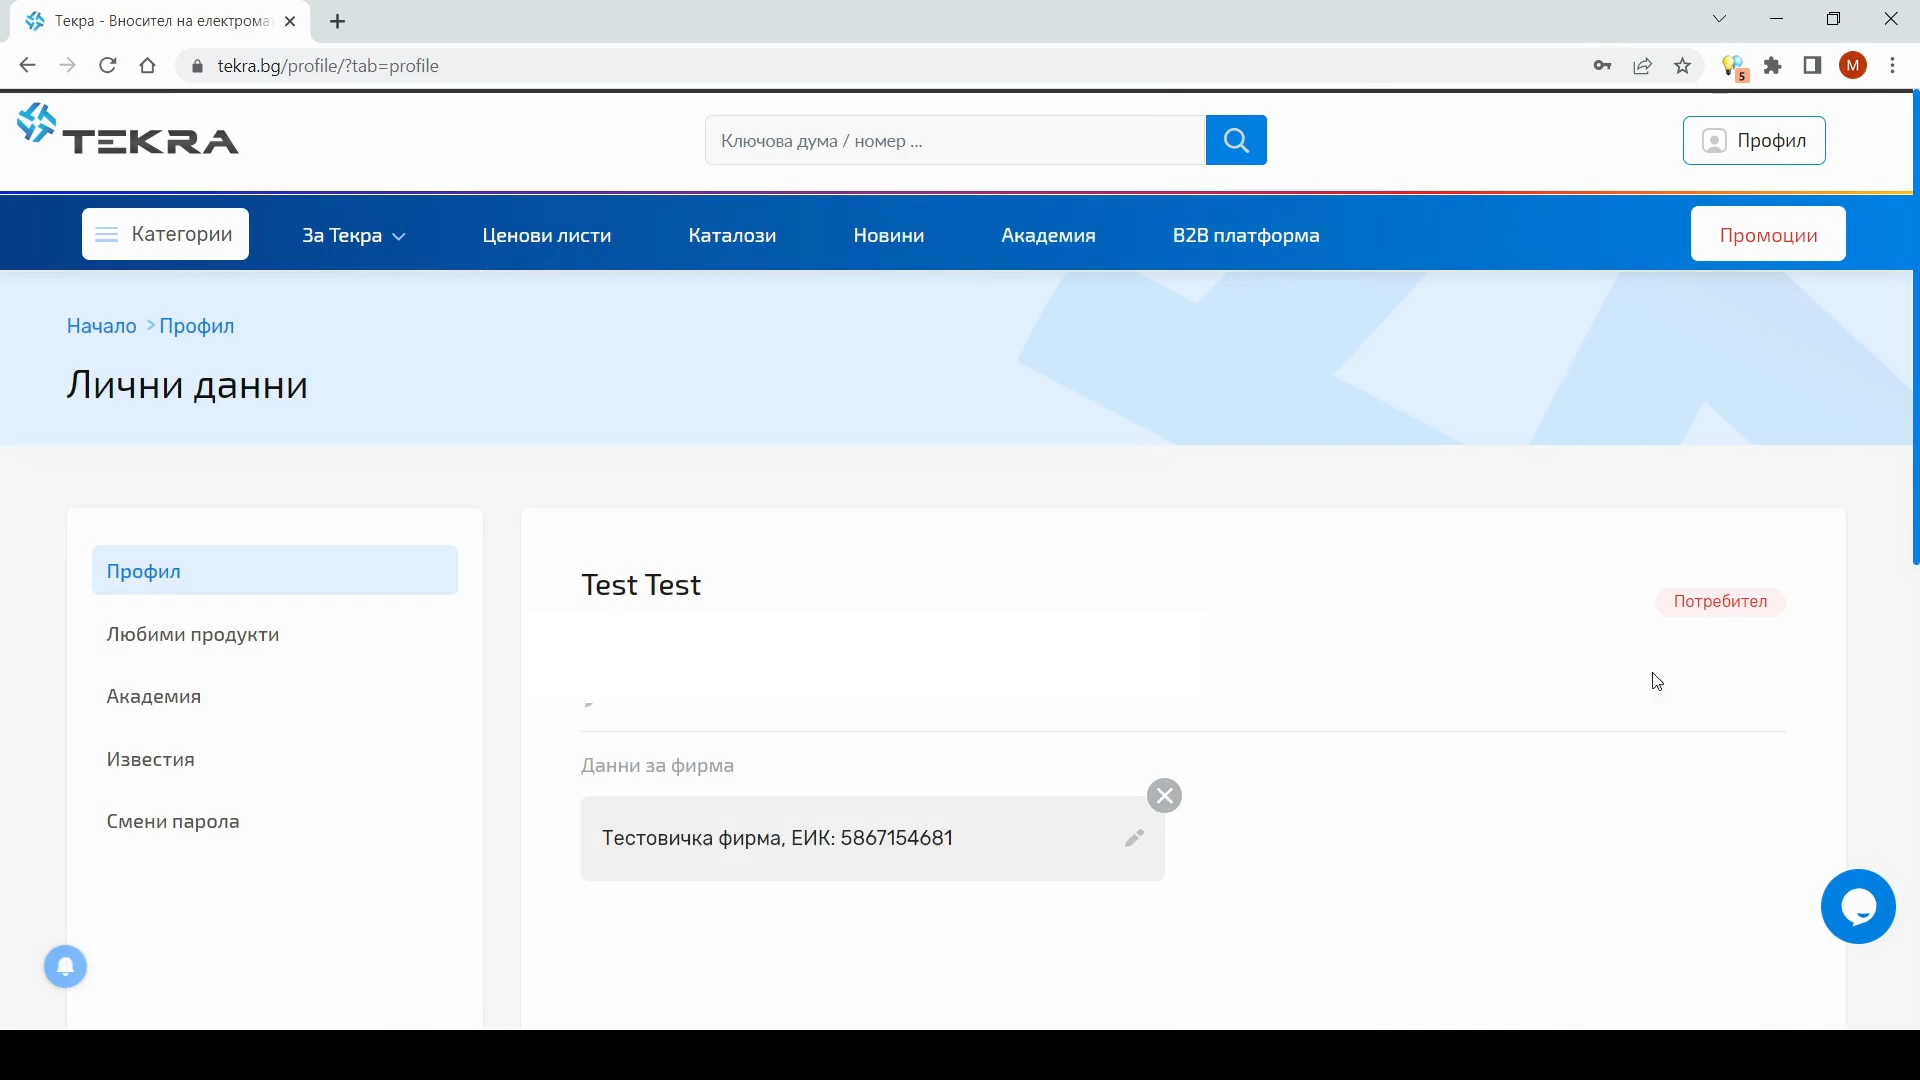 Текра - Вносител на електрома
tekra.bg/profile/?tab=profile
5
M
TEKRA
Ключова дума / номер ...
Профил
Категории
За Текра
Ценови листи
Каталози
Новини
Академия
B2B платформа
Промоции
Начало > Профил
Лични данни
Профил
Любими продукти
Академия
Известия
Смени парола
Test Test
Потребител
Данни за фирма
Тестовичка фирма, ЕИК: 5867154681